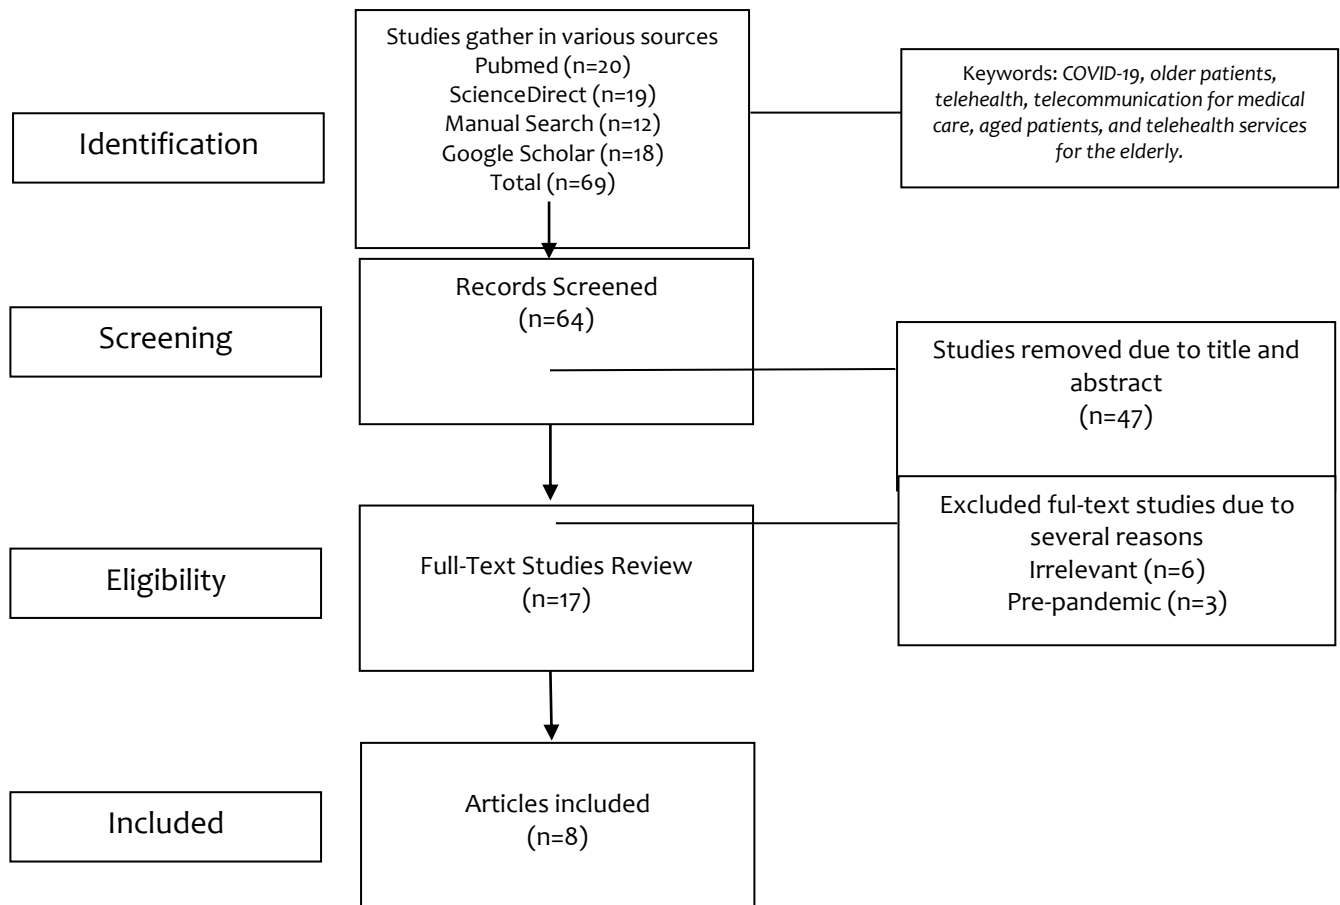 Identification
Studies gather in various sources
Pubmed (n=20)
ScienceDirect (n=19)
Manual Search (n=12)
Google Scholar (n=18)
Total (n=69)
Keywords: COVID-19, older patients,
telehealth, telecommunication for medical
care, aged patients, and telehealth services
for the elderly.
Screening
Records Screened
(n=64)
Studies removed due to title and
abstract
(n=47)
Eligibility
Full-Text Studies Review
(n=17)
Excluded ful-text studies due to
several reasons
Irrelevant (n=6)
Pre-pandemic (n=3)
Included
Articles included
(n=8)